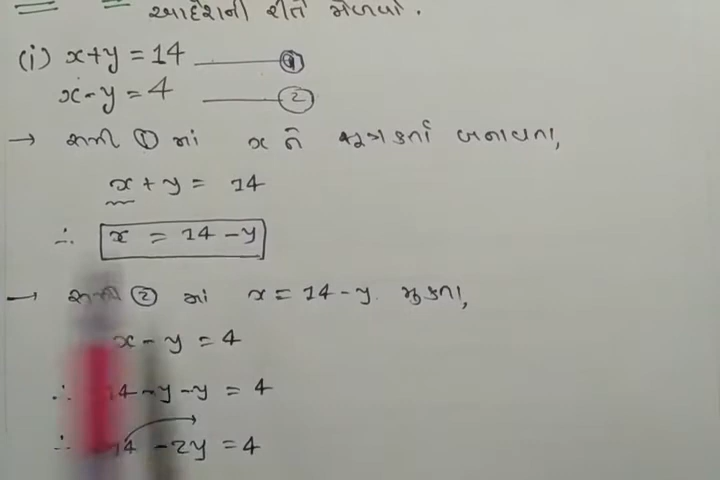 આદેશની રીતે મેળવો.
(i) x+y = 14 ——— ①
x-y = 4 ——— ②
→ સમી ① માં x ને સૂત્રકર્તા બનાવતા,
x + y = 14
∴ x = 14 - y
→ સમી ② માં x = 14 - y. મુકતા,
x - y = 4
∴ 14 - y - y = 4
∴ 14 - 2y = 4